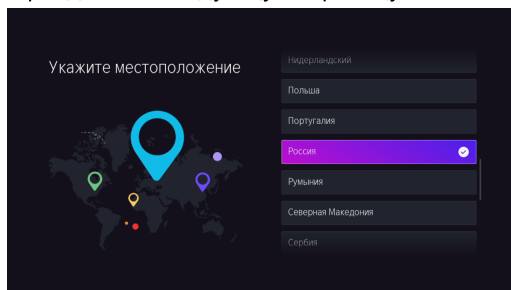 Укажите местоположение
Нидерландский
Польша
Португалия
Россия
Румыния
Северная Македония
Сербия